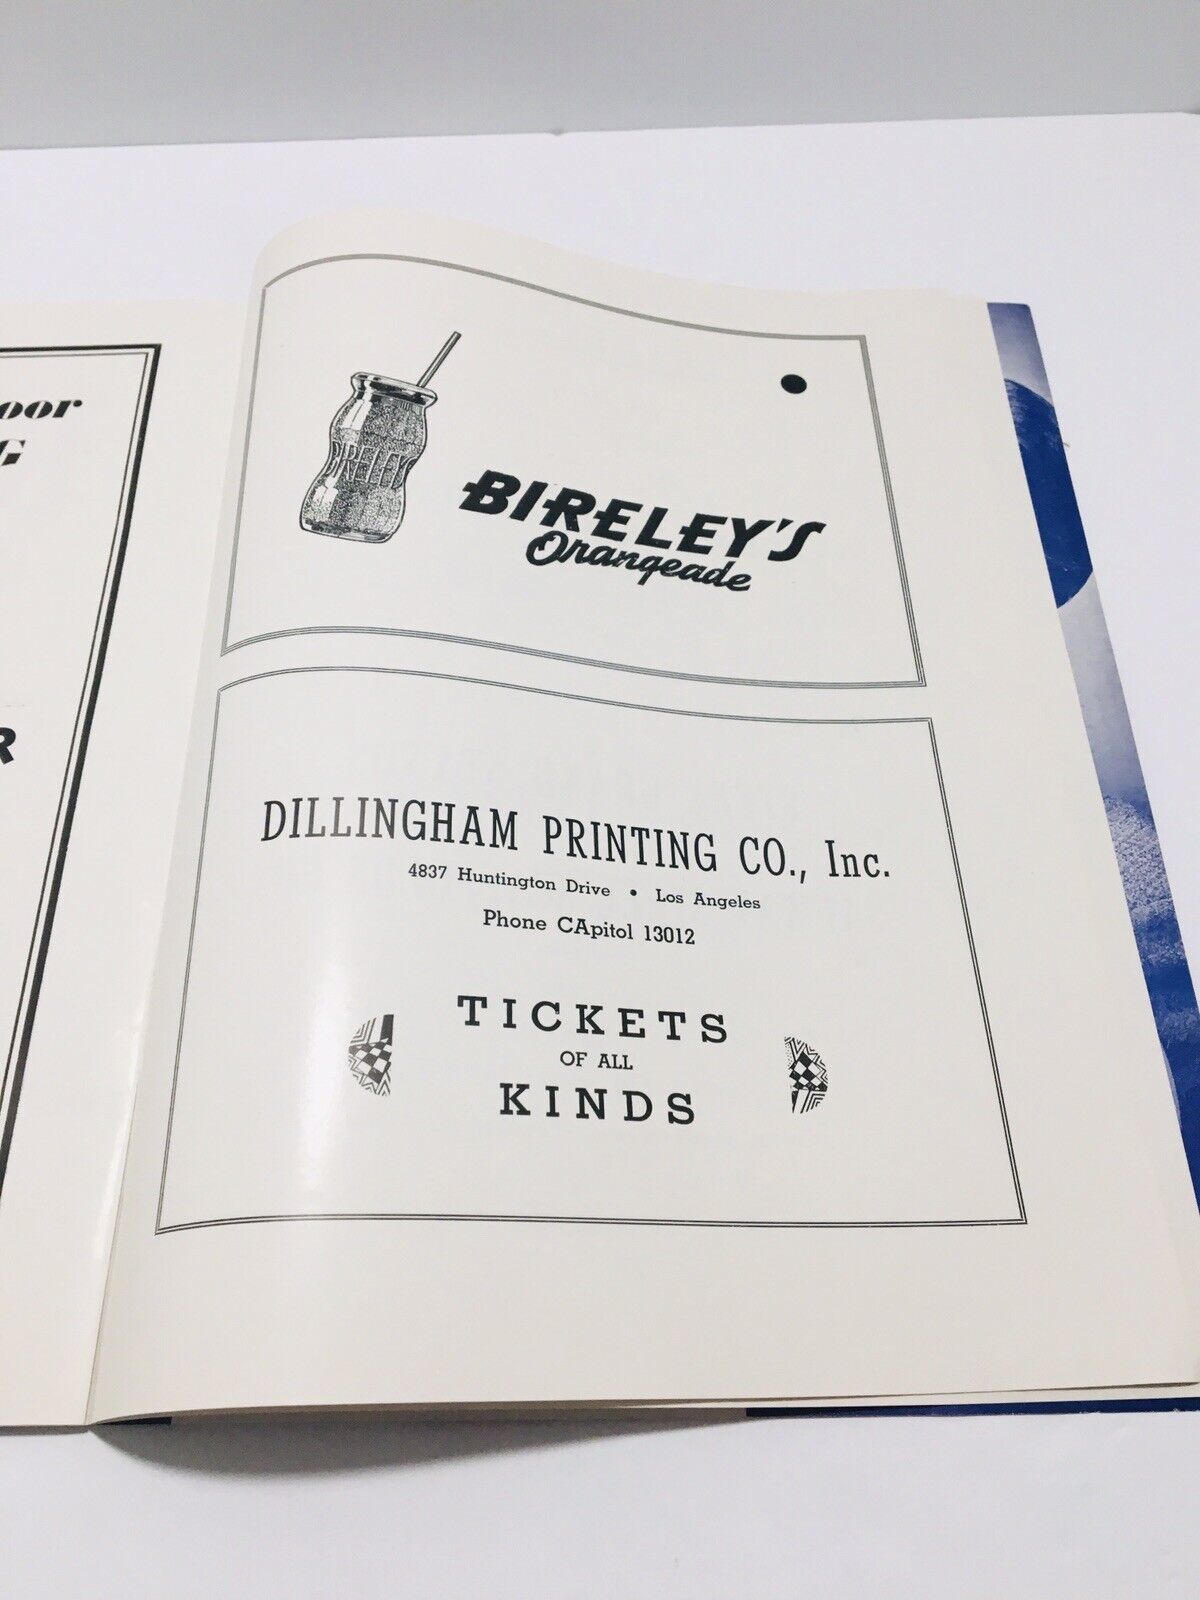 oor
G
R
BIRELEY'S
BIRELEY'S
Orangeade
DILLINGHAM PRINTING CO., Inc.
4837 Huntington Drive • Los Angeles
Phone CApitol 13012
TICKETS
OF ALL
KINDS